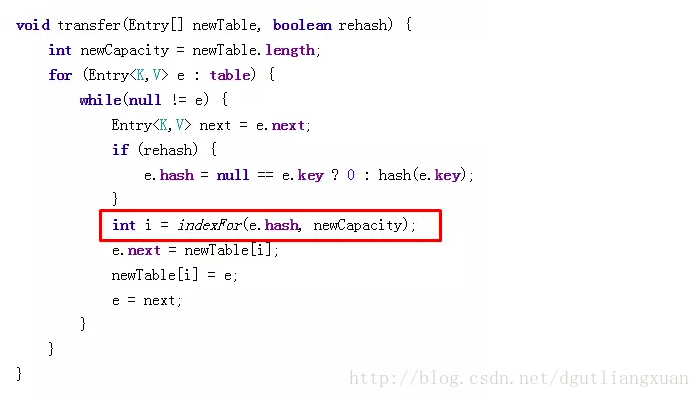 void transfer(Entry[] newTable, boolean rehash) {
    int newCapacity = newTable.length;
    for (Entry<K,V> e : table) {
        while(null != e) {
            Entry<K,V> next = e.next;
            if (rehash) {
                e.hash = null == e.key ? 0 : hash(e.key);
            }
            int i = indexFor(e.hash, newCapacity);
            e.next = newTable[i];
            newTable[i] = e;
            e = next;
        }
    }
}
http://blog.csdn.net/dgutliangxuan